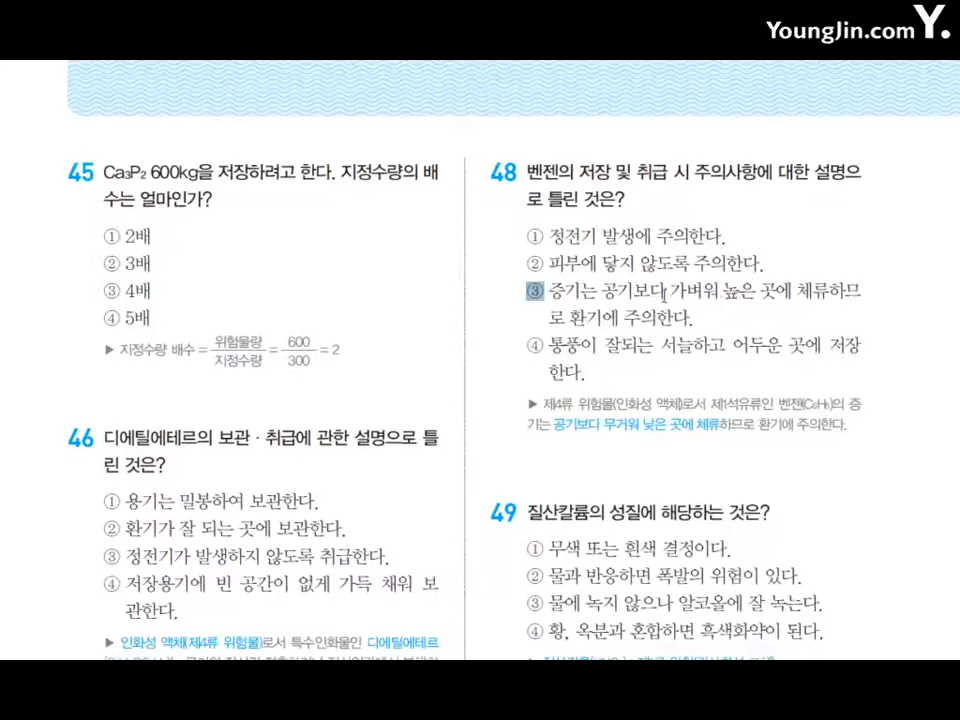 YoungJin.com Y.
45 Ca₃P₂ 600kg을 저장하려고 한다. 지정수량의 배
수는 얼마인가?
① 2배
② 3배
③ 4배
④ 5배
▶ 지정수량 배수 = 위험물량/지정수량 = 600/300 = 2
46 디에틸에테르의 보관 · 취급에 관한 설명으로 틀
린 것은?
① 용기는 밀봉하여 보관한다.
② 환기가 잘 되는 곳에 보관한다.
③ 정전기가 발생하지 않도록 취급한다.
④ 저장용기에 빈 공간이 없게 가득 채워 보
관한다.
▶ 인화성 액체(제4류 위험물)로서 특수인화물인 디에틸에테르
48 벤젠의 저장 및 취급 시 주의사항에 대한 설명으
로 틀린 것은?
① 정전기 발생에 주의한다.
② 피부에 닿지 않도록 주의한다.
③ 증기는 공기보다 가벼워 높은 곳에 체류하므
로 환기에 주의한다.
④ 통풍이 잘되는 서늘하고 어두운 곳에 저장
한다.
▶ 제4류 위험물(인화성 액체)로서 제1석유류인 벤젠(C₆H₆)의 증
기는 공기보다 무거워 낮은 곳에 체류하므로 환기에 주의한다.
49 질산칼륨의 성질에 해당하는 것은?
① 무색 또는 흰색 결정이다.
② 물과 반응하면 폭발의 위험이 있다.
③ 물에 녹지 않으나 알코올에 잘 녹는다.
④ 황, 목분과 혼합하면 흑색화약이 된다.